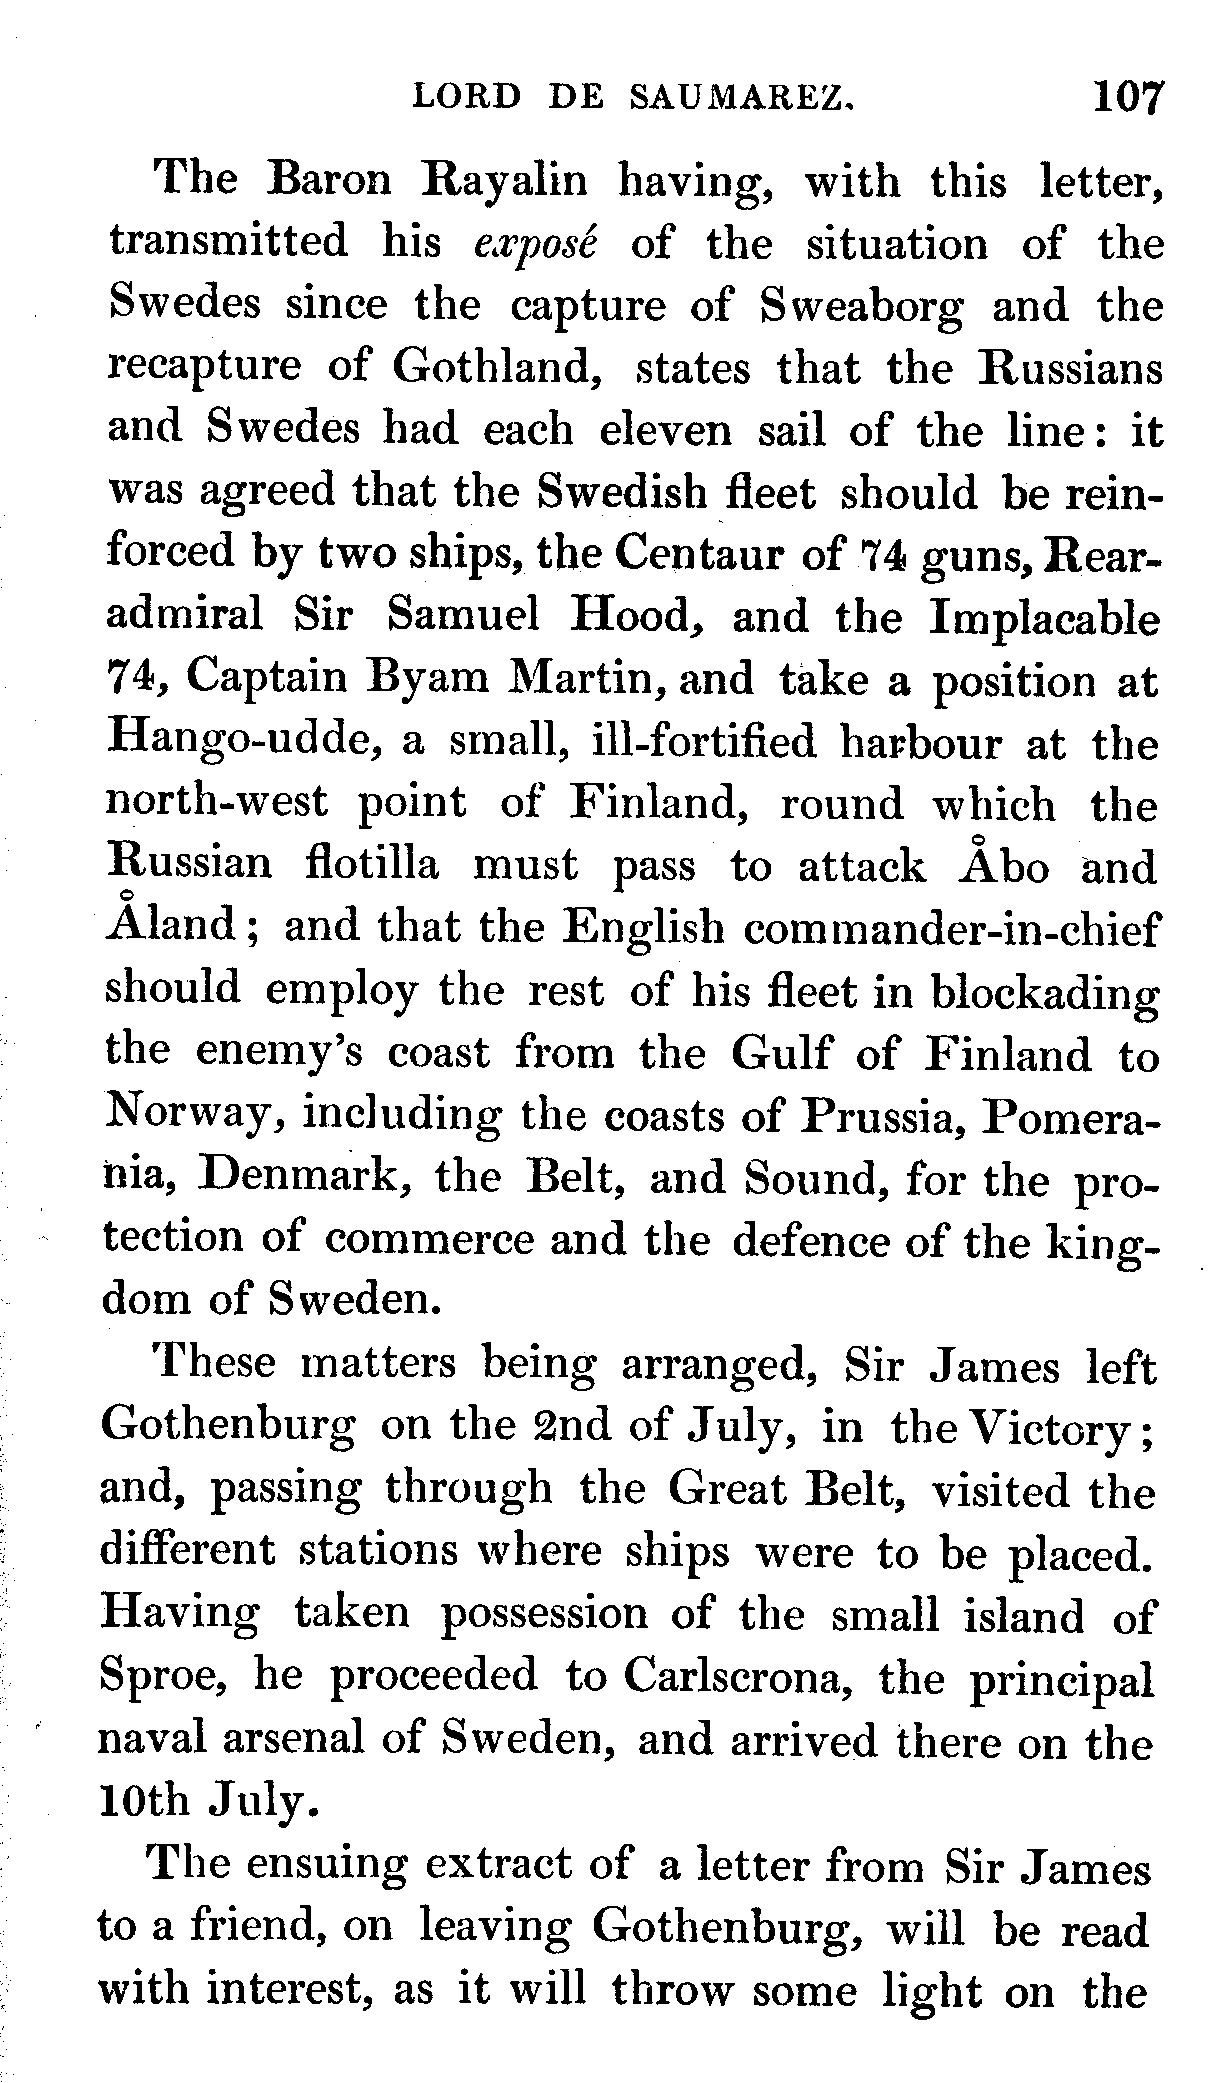 LORD DE SAUMAREZ. 107
The Baron Rayalin having, with this letter,
transmitted his exposé of the situation of the
Swedes since the capture of Sweaborg and the
recapture of Gothland, states that the Russians
and Swedes had each eleven sail of the line: it
was agreed that the Swedish fleet should be rein-
forced by two ships, the Centaur of 74 guns, Rear-
admiral Sir Samuel Hood, and the Implacable
74, Captain Byam Martin, and take a position at
Hango-udde, a small, ill-fortified harbour at the
north-west point of Finland, round which the
Russian flotilla must pass to attack Åbo and
Åland; and that the English commander-in-chief
should employ the rest of his fleet in blockading
the enemy's coast from the Gulf of Finland to
Norway, including the coasts of Prussia, Pomera-
nia, Denmark, the Belt, and Sound, for the pro-
tection of commerce and the defence of the king-
dom of Sweden.
These matters being arranged, Sir James left
Gothenburg on the 2nd of July, in the Victory;
and, passing through the Great Belt, visited the
different stations where ships were to be placed.
Having taken possession of the small island of
Sproe, he proceeded to Carlscrona, the principal
naval arsenal of Sweden, and arrived there on the
10th July.
The ensuing extract of a letter from Sir James
to a friend, on leaving Gothenburg, will be read
with interest, as it will throw some light on the